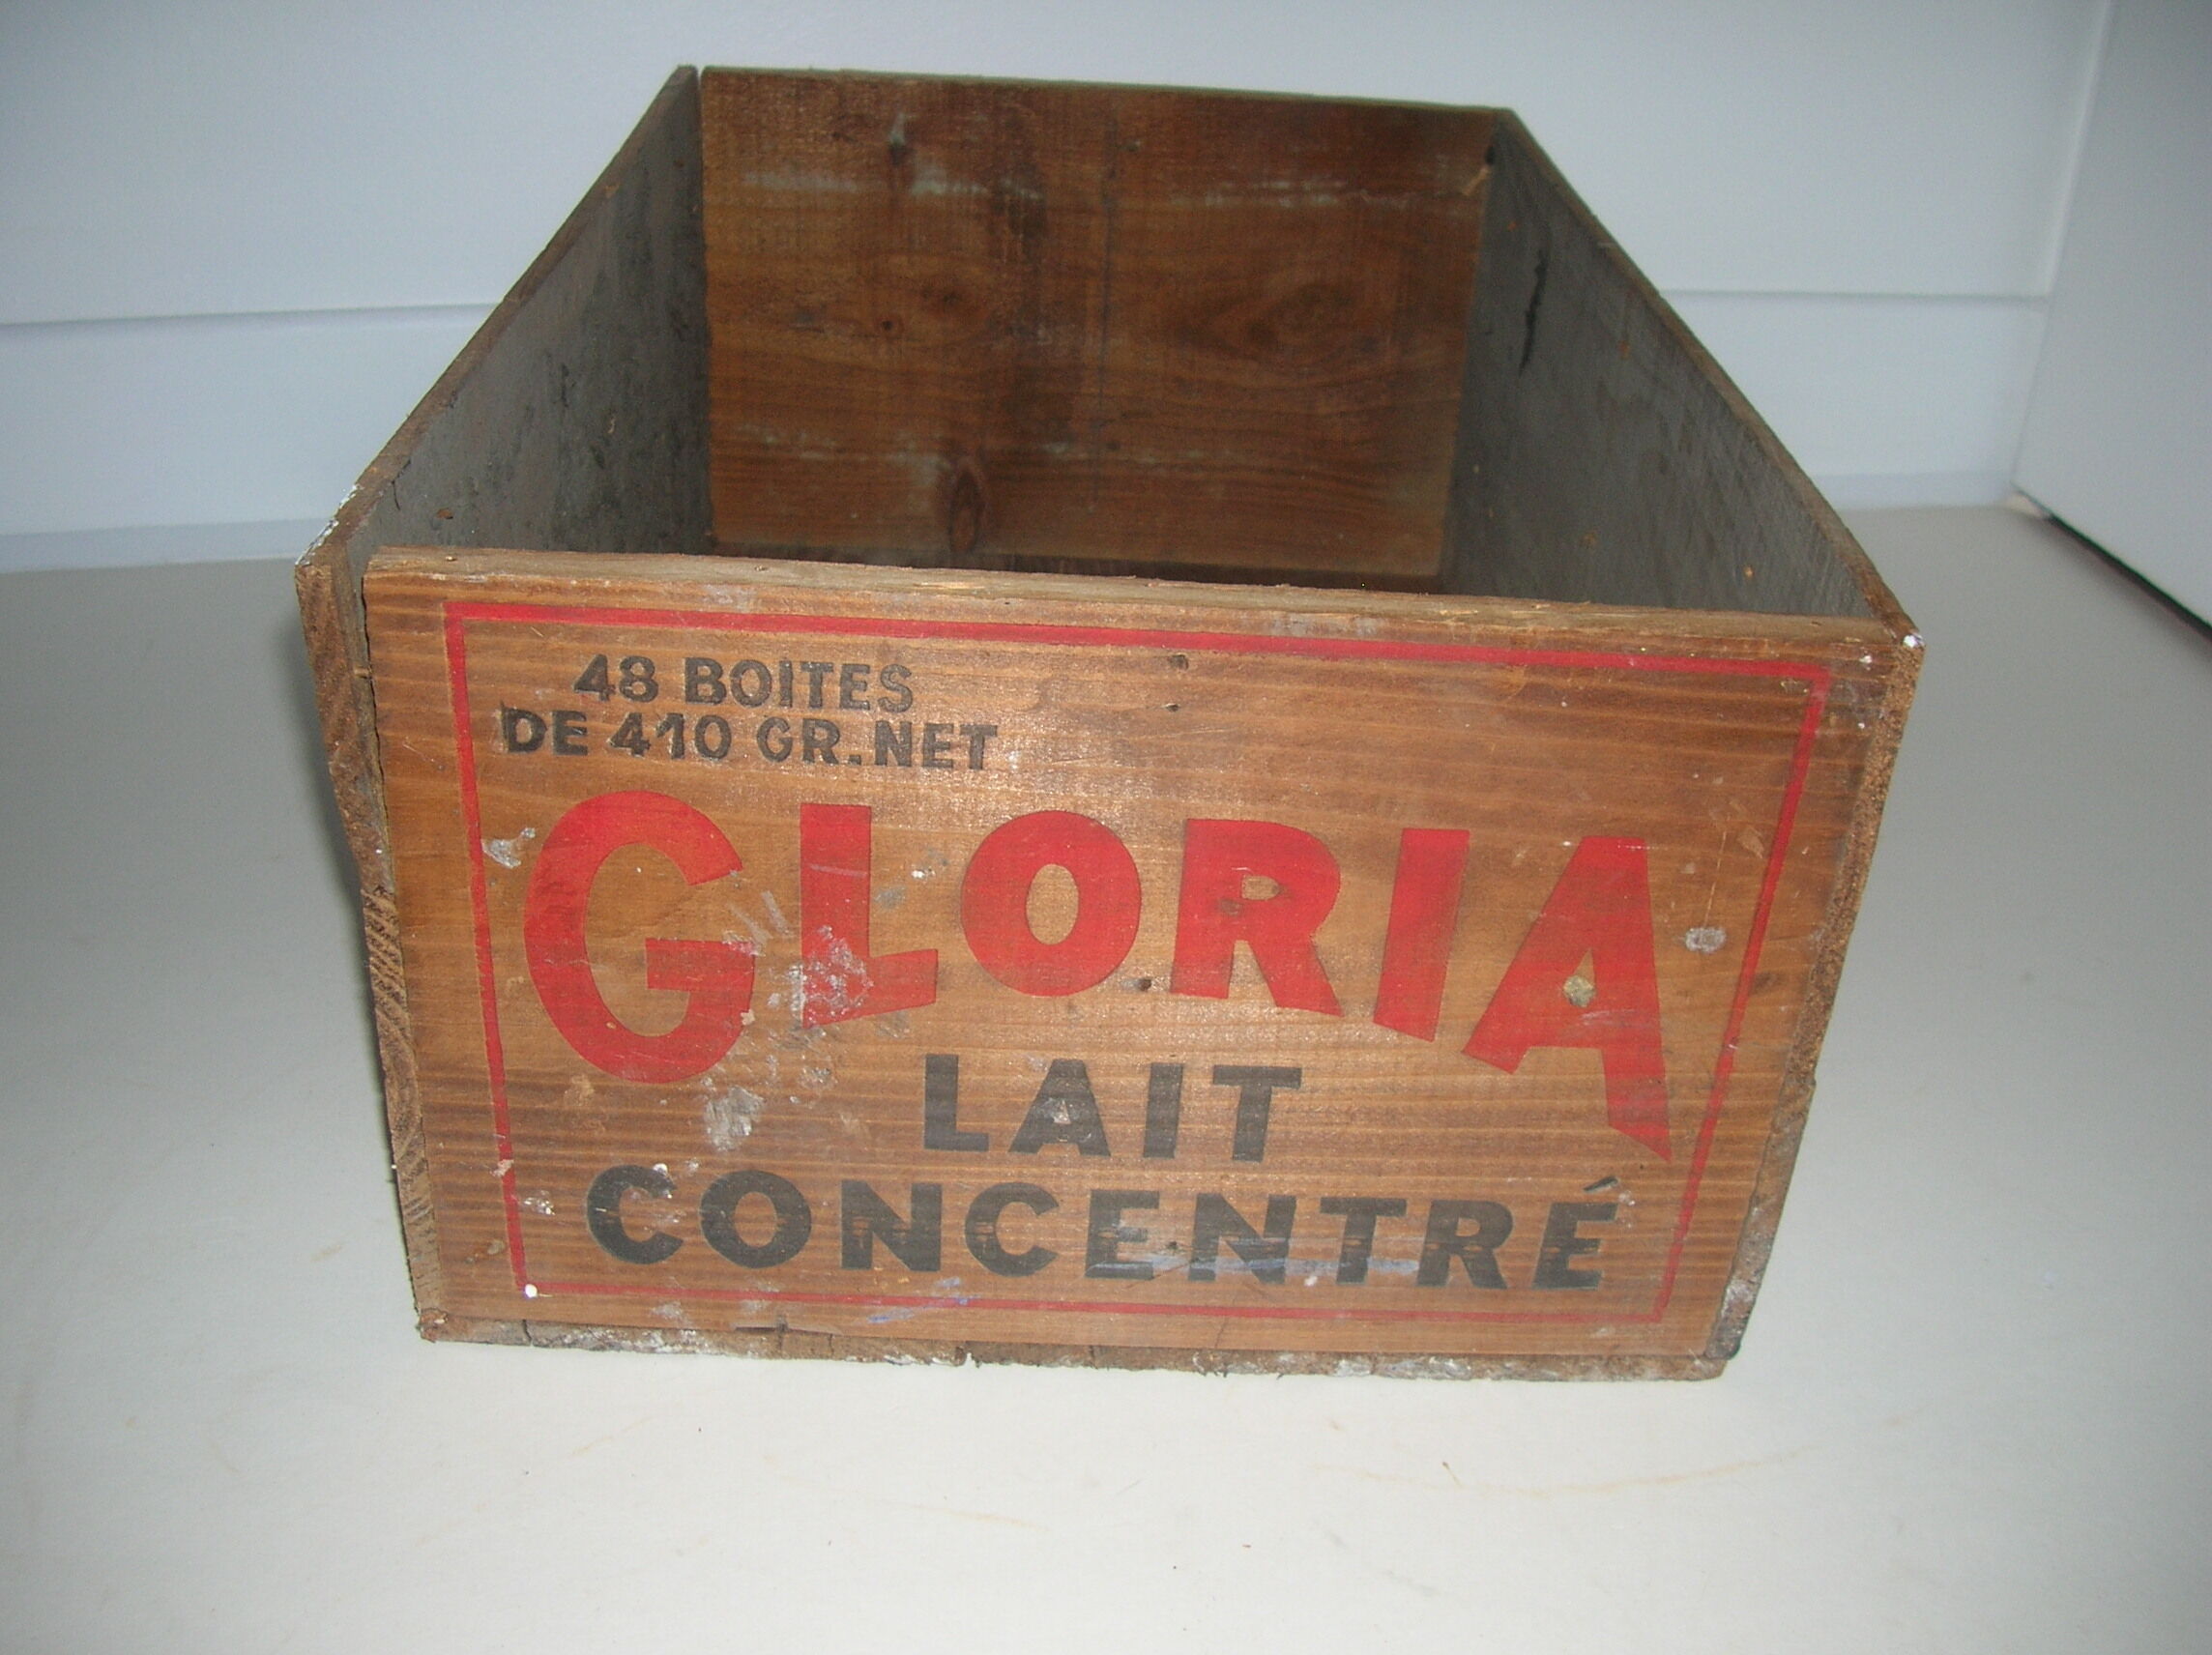 48 BOITES
DE 410 GR. NET
GLORIA
LAIT
CONCENTRÉ